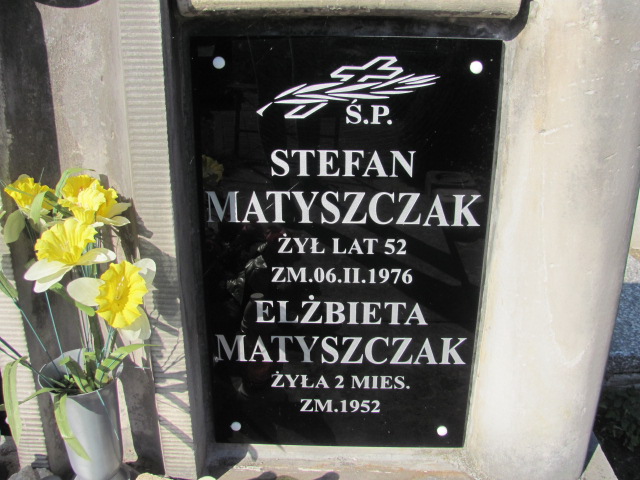 Ś.P.
STEFAN
MATYSZCZAK
ŻYŁ LAT 52
ZM.06.II.1976
ELŻBIETA
MATYSZCZAK
ŻYŁA 2 MIES.
ZM.1952